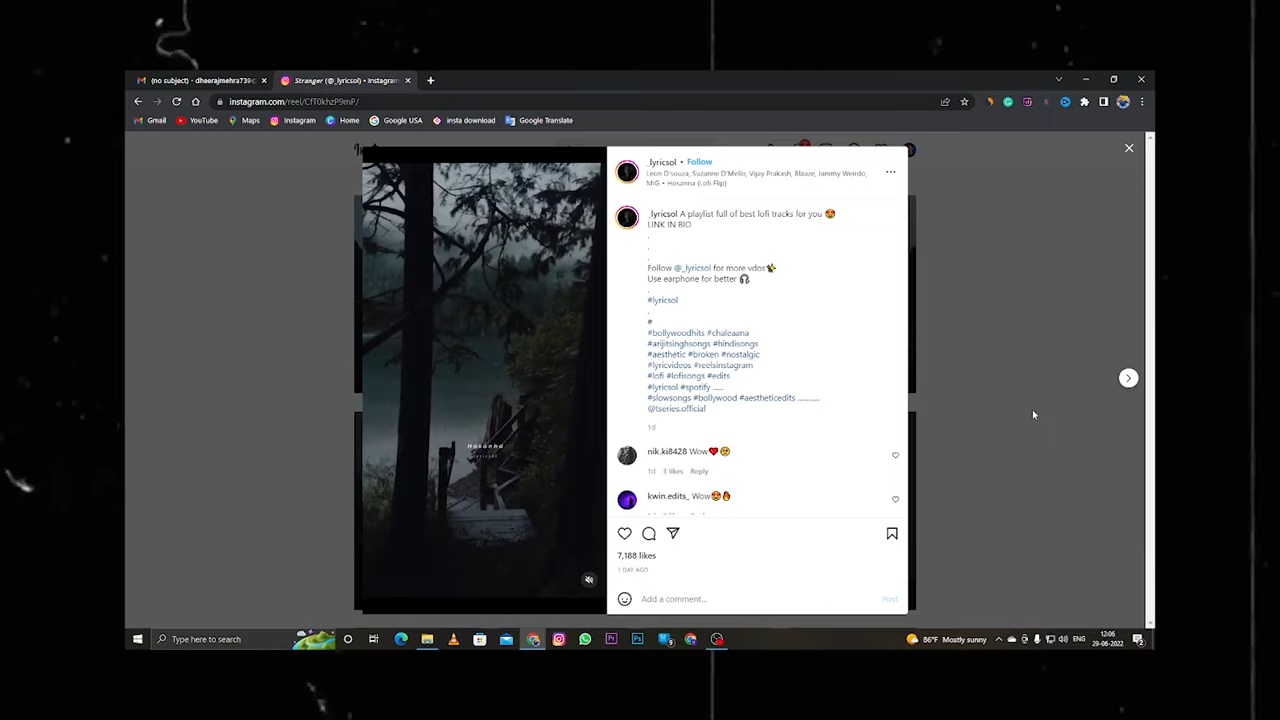 (no subject) - dheerajmehra739@
Stranger (@_lyricsol) • Instagram
instagram.com/reel/CfT0khzP9mP/
Gmail YouTube Maps Instagram Home Google USA insta download Google Translate
_lyricsol • Follow
Leon D'souza, Suzanne D'Mello, Vijay Prakash, Blaaze, Jammy Weirdo,
MIG • Hosanna (Lofi Flip)
_lyricsol A playlist full of best lofi tracks for you 😍
LINK IN BIO
.
.
.
Follow @_lyricsol for more vdos
Use earphone for better 🎧
.
#lyricsol
.
#
#bollywoodhits #chaleaana
#arijitsinghsongs #hindisongs
#aesthetic #broken #nostalgic
#lyricvideos #reelsinstagram
#lofi #lofisongs #edits
#lyricsol #spotify
#slowsongs #bollywood #aestheticedits
@tseries.official
1d
nik.ki8428 Wow❤️🥺
1d 3 likes Reply
kwin.edits_ Wow😍🔥
Hosanna
7,188 likes
1 DAY AGO
Add a comment...
Post
Type here to search
86°F Mostly sunny
ENG
12:06
29-06-2022